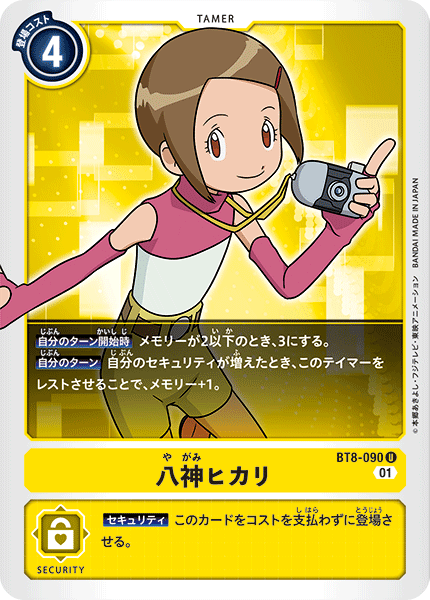 TAMER
登場コスト
4
自分のターン開始時 メモリーが2以下のとき、3にする。
自分のターン 自分のセキュリティが増えたとき、このテイマーを
レストさせることで、メモリー+1。
©本郷あきよし・フジテレビ・東映アニメーション BANDAI MADE IN JAPAN
BT8-090 U
01
やがみ
八神ヒカリ
セキュリティ このカードをコストを支払わずに登場さ
せる。
SECURITY